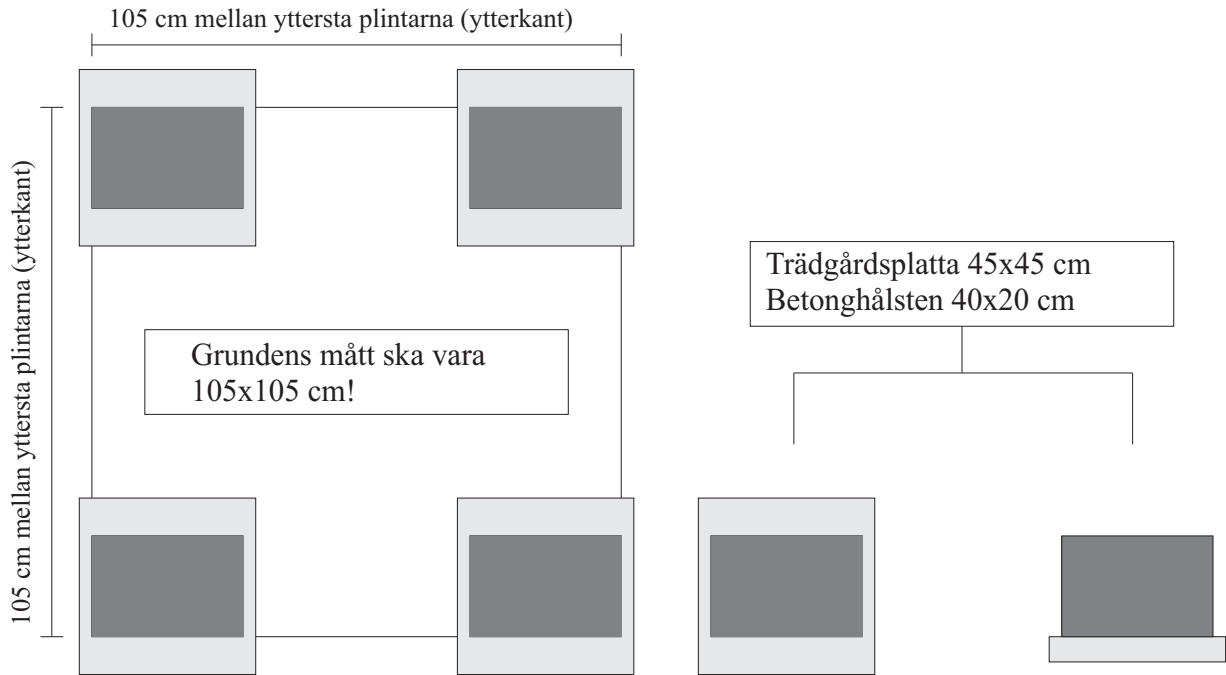 105 cm mellan yttersta plintarna (ytterkant)
105 cm mellan yttersta plintarna (ytterkant)
Grundens mått ska vara
105x105 cm!
Trädgårdsplatta 45x45 cm
Betonghålsten 40x20 cm